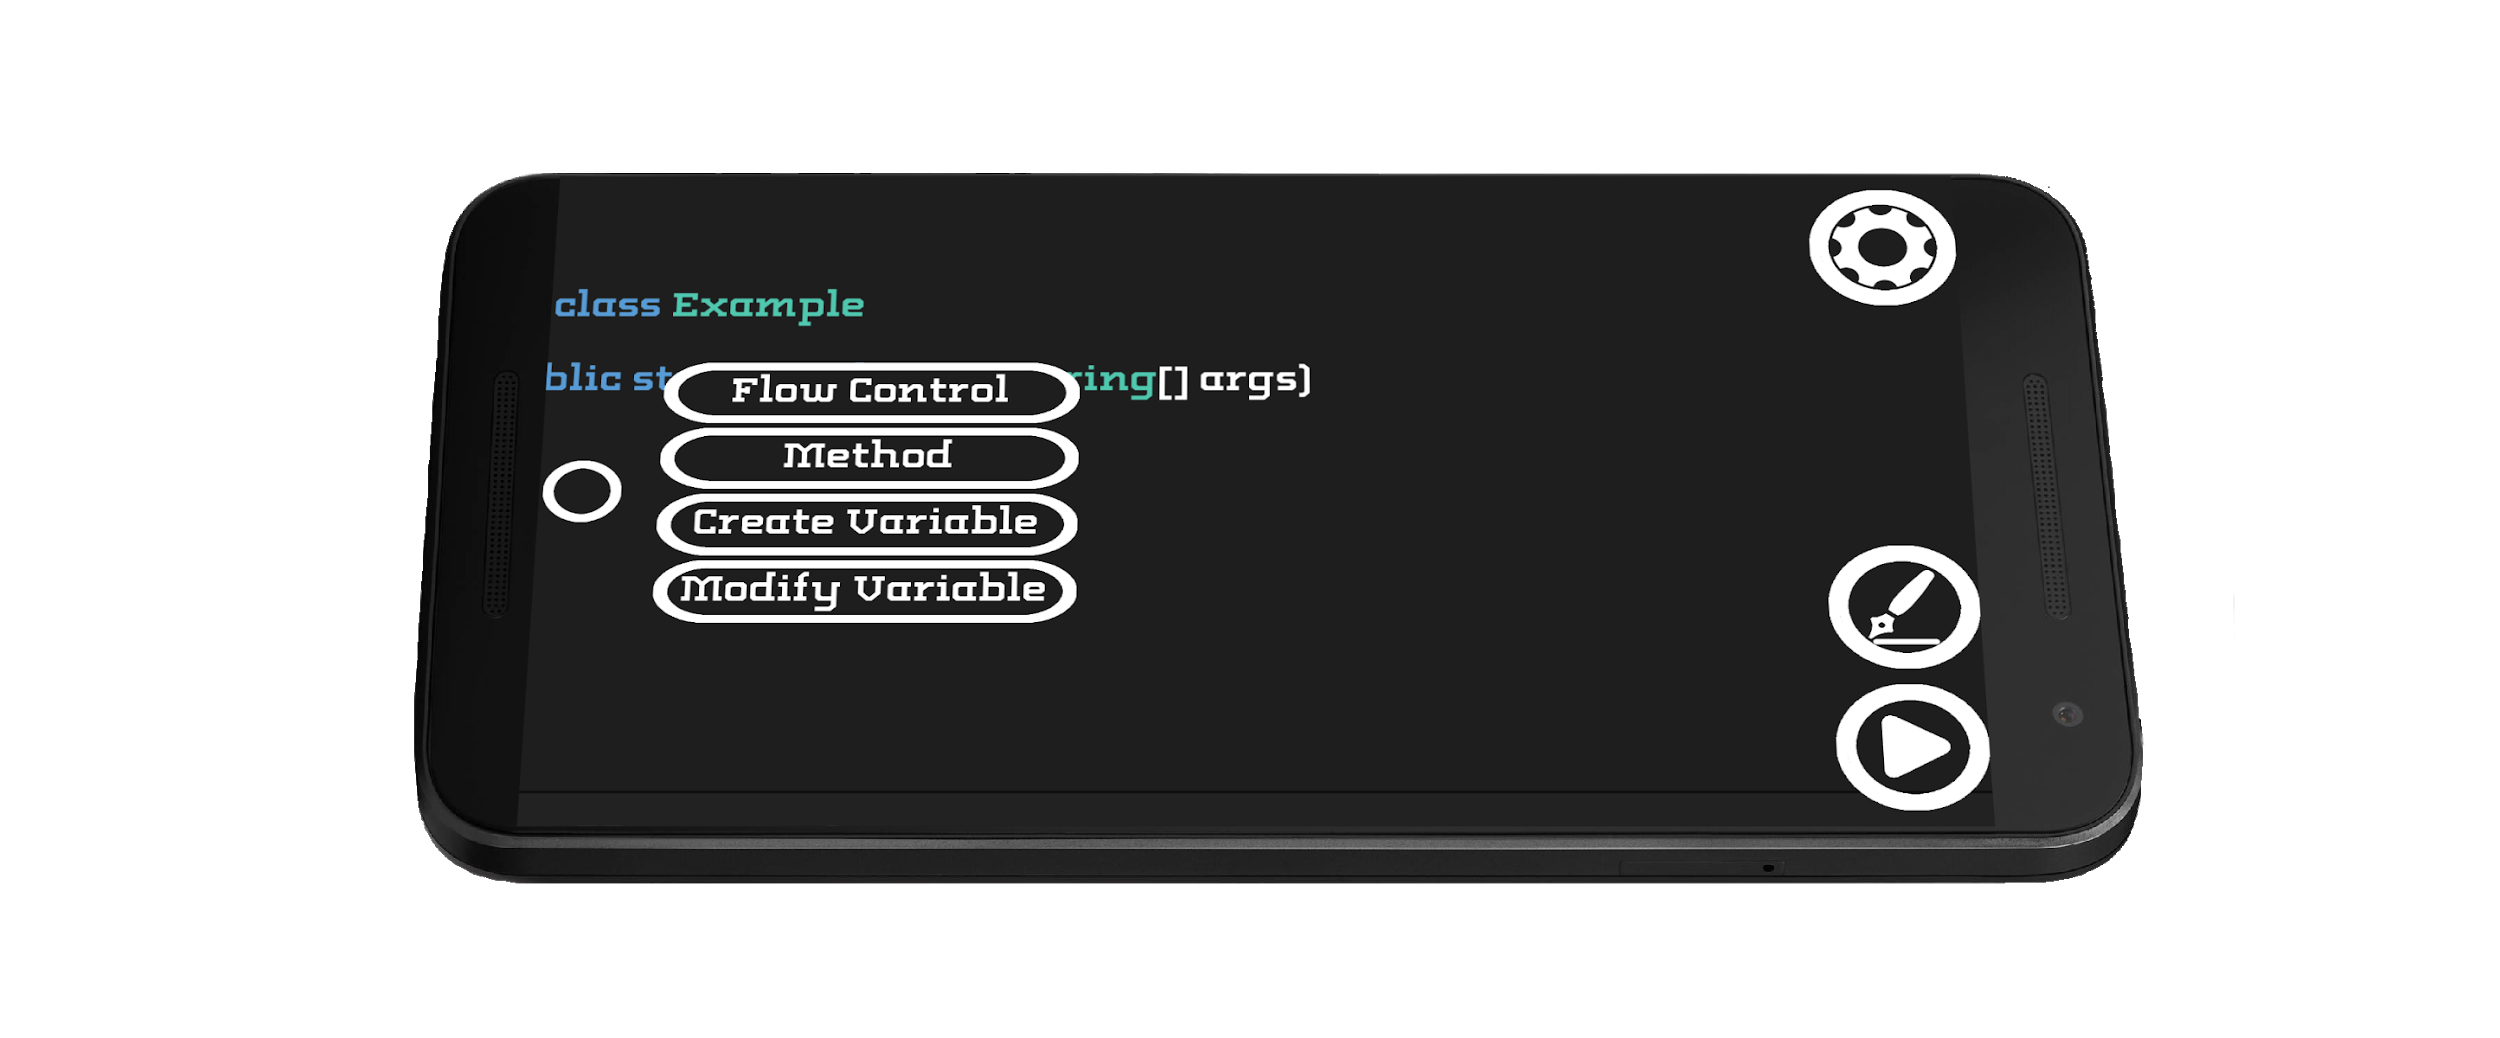 class Example
blic st ring[] args)
Flow Control
Method
Create Variable
Modify Variable